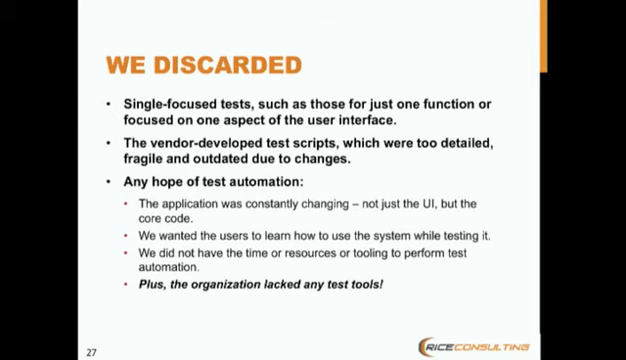 WE DISCARDED
• Single-focused tests, such as those for just one function or
focused on one aspect of the user interface.
• The vendor-developed test scripts, which were too detailed,
fragile and outdated due to changes.
• Any hope of test automation:
• The application was constantly changing – not just the UI, but the
core code.
• We wanted the users to learn how to use the system while testing it.
• We did not have the time or resources or tooling to perform test
automation.
• Plus, the organization lacked any test tools!
27
RICECONSULTING